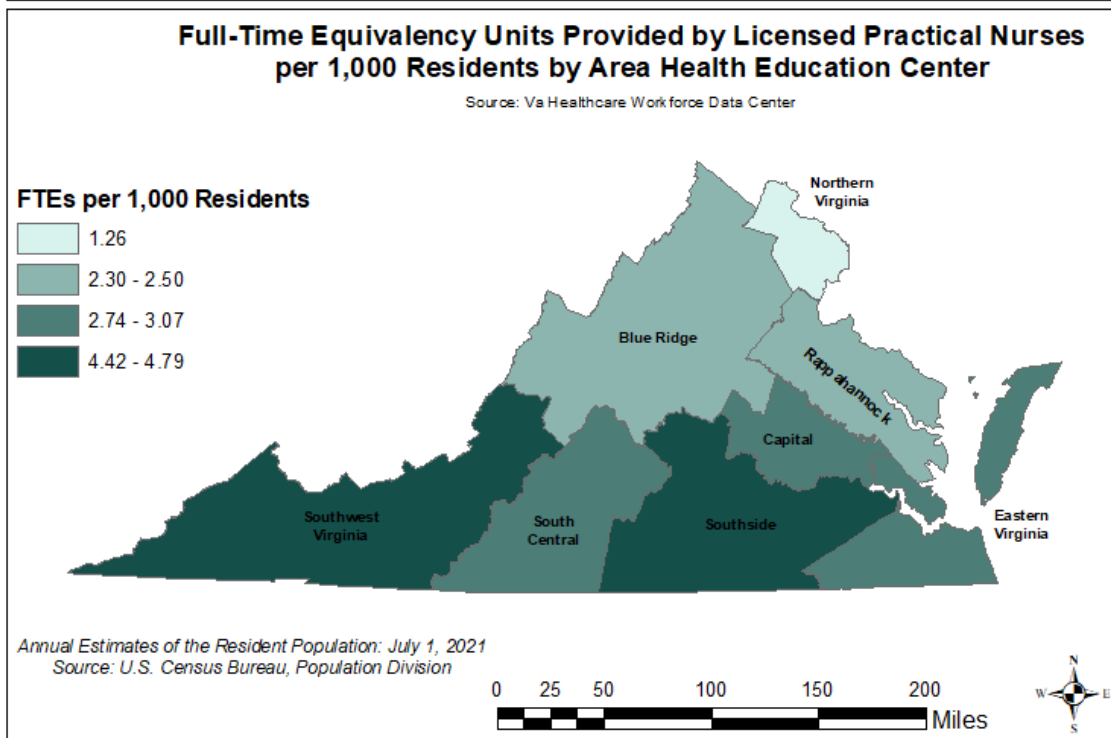 Full-Time Equivalency Units Provided by Licensed Practical Nurses
per 1,000 Residents by Area Health Education Center
Source: Va Healthcare Workforce Data Center
FTEs per 1,000 Residents
1.26
2.30 - 2.50
2.74 - 3.07
4.42 - 4.79
Northern
Virginia
Blue Ridge
Rappahannock
Capital
Southwest
Virginia
South
Central
Southside
Eastern
Virginia
Annual Estimates of the Resident Population: July 1, 2021
Source: U.S. Census Bureau, Population Division
0 25 50 100 150 200
Miles
N
W E
S